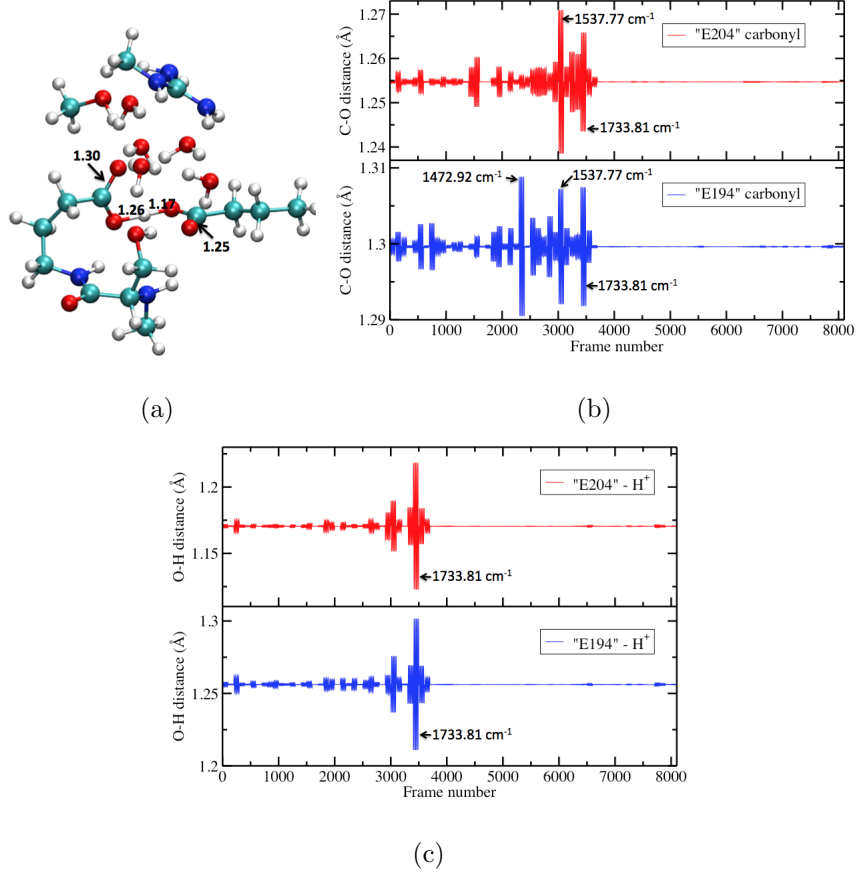 1.30
1.26
1.17
1.25
(a)
1.27
1.26
1.255
1.24
1.31
1.3
1.29
C-O distance (Å)
C-O distance (Å)
1537.77 cm-1
"E204" carbonyl
1733.81 cm-1
1472.92 cm-1
1537.77 cm-1
"E194" carbonyl
1733.81 cm-1
0 1000 2000 3000 4000 5000 6000 7000 8000
Frame number
(b)
1.2
1.15
1.3
1.25
1.2
O-H distance (Å)
O-H distance (Å)
"E204" - H+
1733.81 cm-1
"E194" - H+
1733.81 cm-1
0 1000 2000 3000 4000 5000 6000 7000 8000
Frame number
(c)